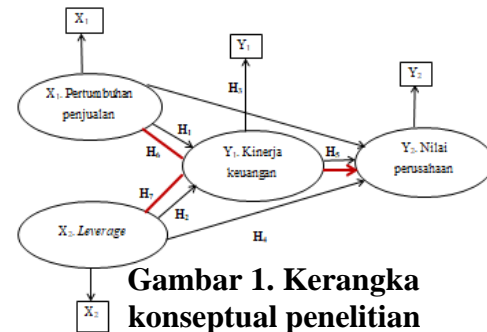 X1
Y1
Y2
X1. Pertumbuhan
penjualan
H3
H1
H6
Y1. Kinerja
keuangan
H5
Y2. Nilai
perusahaan
H7
H2
X2. Leverage
H4
X2
Gambar 1. Kerangka
konseptual penelitian